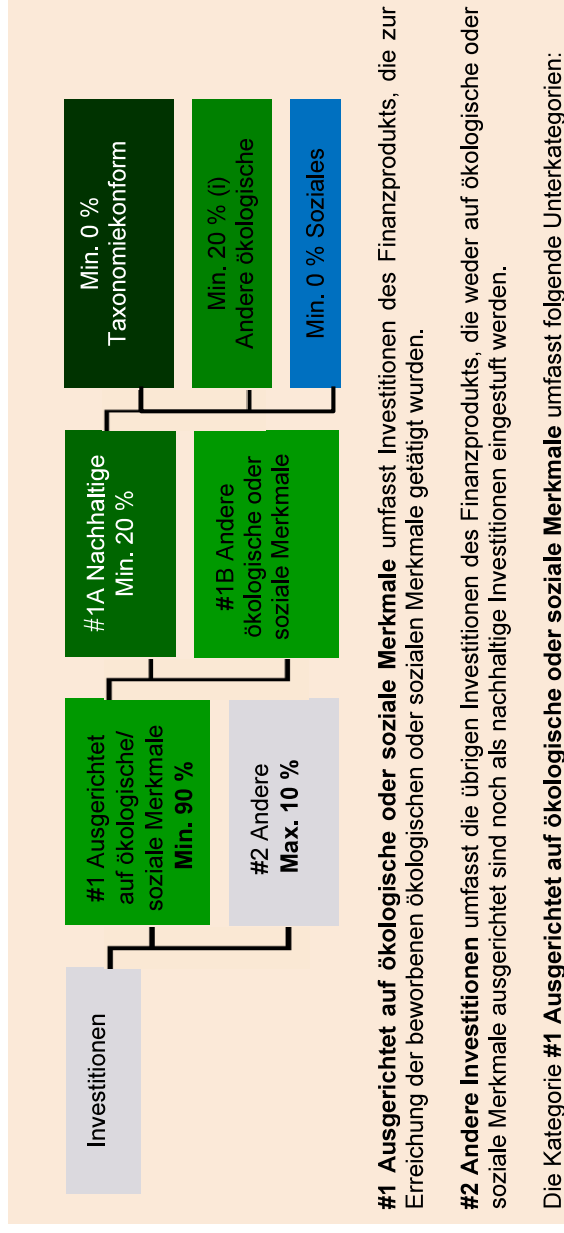 Investitionen
#1 Ausgerichtet
auf ökologische/
soziale Merkmale
Min. 90 %
#2 Andere
Max. 10 %
#1A Nachhaltige
Min. 20 %
#1B Andere
ökologische oder
soziale Merkmale
Min. 0 %
Taxonomiekonform
Min. 20 % (i)
Andere ökologische
Min. 0 % Soziales
#1 Ausgerichtet auf ökologische oder soziale Merkmale umfasst Investitionen des Finanzprodukts, die zur
Erreichung der beworbenen ökologischen oder sozialen Merkmale getätigt wurden.
#2 Andere Investitionen umfasst die übrigen Investitionen des Finanzprodukts, die weder auf ökologische oder
soziale Merkmale ausgerichtet sind noch als nachhaltige Investitionen eingestuft werden.
Die Kategorie #1 Ausgerichtet auf ökologische oder soziale Merkmale umfasst folgende Unterkategorien: